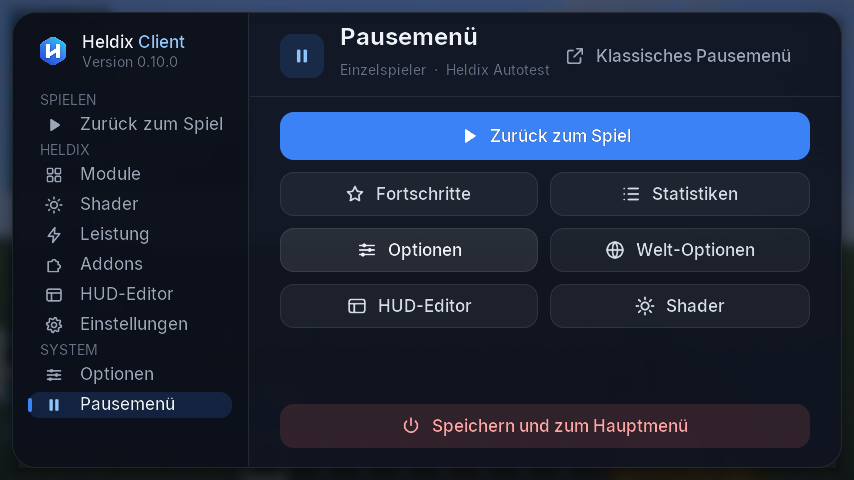 Heldix Client
Version 0.10.0
SPIELEN
Zurück zum Spiel
HELDIX
Module
Shader
Leistung
Addons
HUD-Editor
Einstellungen
SYSTEM
Optionen
Pausemenü
Pausemenü
Einzelspieler · Heldix Autotest
Klassisches Pausemenü
Zurück zum Spiel
Fortschritte
Statistiken
Optionen
Welt-Optionen
HUD-Editor
Shader
Speichern und zum Hauptmenü